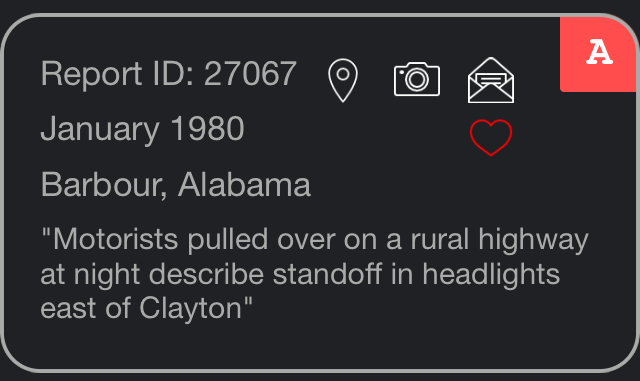 Report ID: 27067
A
January 1980
Barbour, Alabama
"Motorists pulled over on a rural highway
at night describe standoff in headlights
east of Clayton"